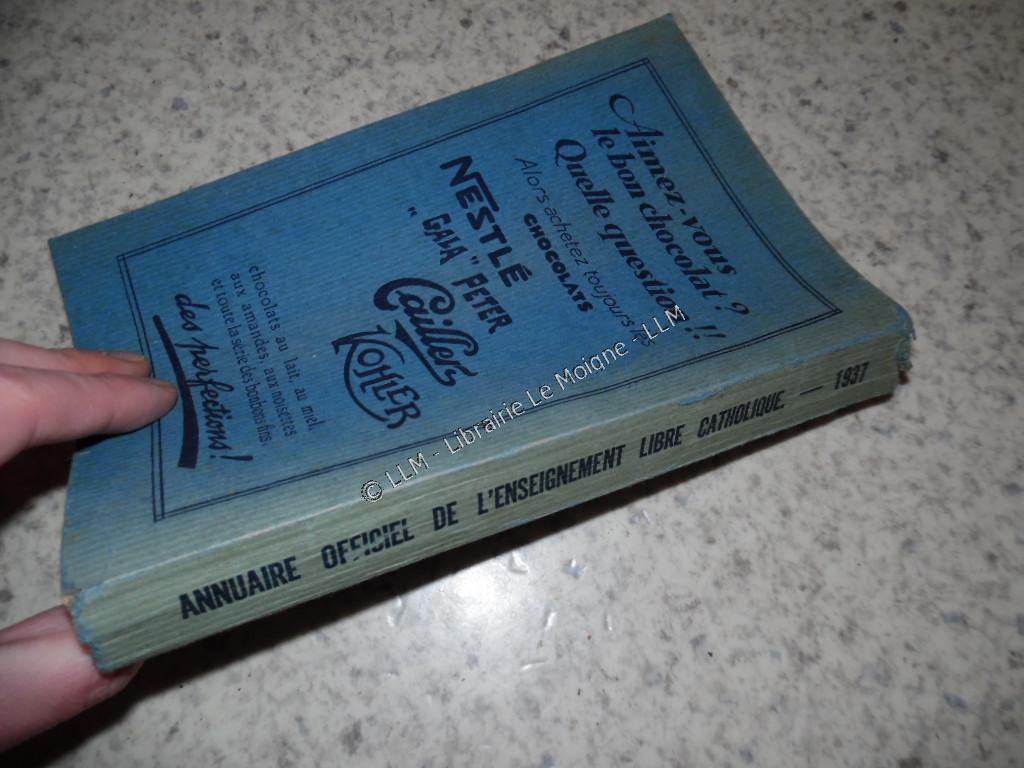 Aimez-vous
le bon chocolat ?
Quelle question !!
Alors achetez toujours les
CHOCOLATS
NESTLÉ
"GALA" PETER
Cailler
KOHLER
chocolats au lait, au miel
aux amandes, aux noisettes
et toute la série des bonbons fins
des perfections !
ANNUAIRE OFFICIEL DE L'ENSEIGNEMENT LIBRE CATHOLIQUE. — 1937
© LLM - Librairie Le Moigne - LLM